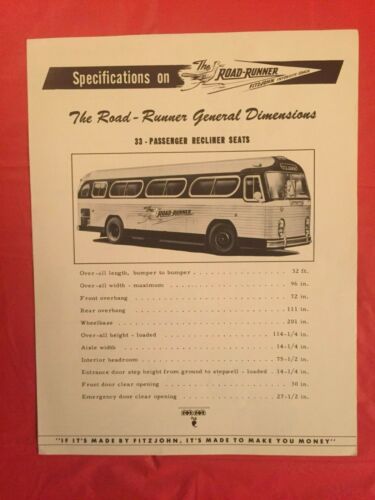 Specifications on The ROAD-RUNNER
FITZJOHN INTERCITY COACH
The Road-Runner General Dimensions
33 - PASSENGER RECLINER SEATS
The ROAD-RUNNER
Over-all length, bumper to bumper . . . . . . . . . . 32 ft.
Over-all width - maximum . . . . . . . . . . 96 in.
Front overhang . . . . . . . . . . 72 in.
Rear overhang . . . . . . . . . . 111 in.
Wheelbase . . . . . . . . . . 201 in.
Over-all height - loaded . . . . . . . . . . 114-1/4 in.
Aisle width . . . . . . . . . . 14-1/4 in.
Interior headroom . . . . . . . . . . 75-1/2 in.
Entrance door step height from ground to stepwell - loaded . 14-1/4 in.
Front door clear opening . . . . . . . . . . 30 in.
Emergency door clear opening . . . . . . . . . . 27-1/2 in.
"IF IT'S MADE BY FITZJOHN, IT'S MADE TO MAKE YOU MONEY"